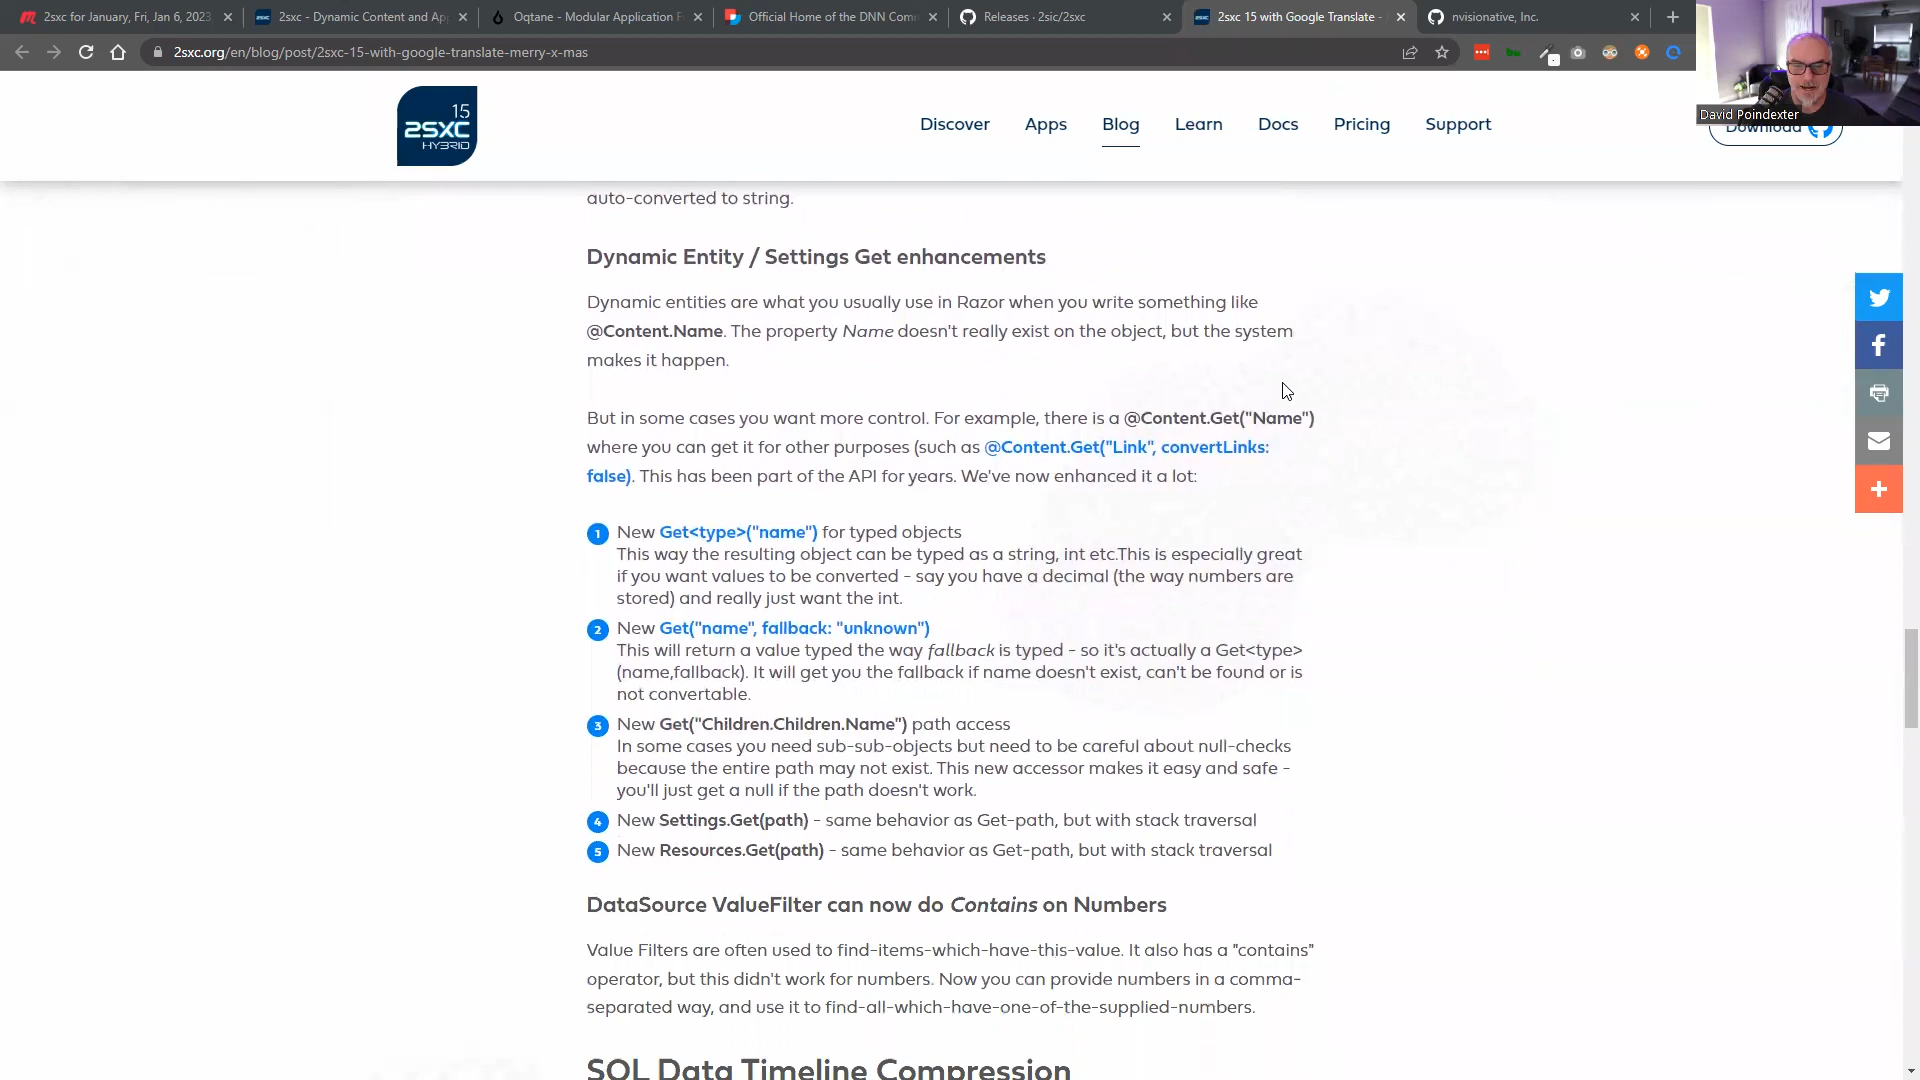 2sxc for January, Fri, Jan 6, 2023,
2sxc - Dynamic Content and App
Oqtane - Modular Application F
Official Home of the DNN Com
Releases · 2sic/2sxc
2sxc 15 with Google Translate -
nvisionative, Inc.
2sxc.org/en/blog/post/2sxc-15-with-google-translate-merry-x-mas
David Poindexter
15
2SXC
HYBRID
Discover
Apps
Blog
Learn
Docs
Pricing
Support
Download
auto-converted to string.
Dynamic Entity / Settings Get enhancements
Dynamic entities are what you usually use in Razor when you write something like
@Content.Name. The property Name doesn't really exist on the object, but the system
makes it happen.
But in some cases you want more control. For example, there is a @Content.Get("Name")
where you can get it for other purposes (such as @Content.Get("Link", convertLinks:
false). This has been part of the API for years. We've now enhanced it a lot:
1 New Get<type>("name") for typed objects
This way the resulting object can be typed as a string, int etc.This is especially great
if you want values to be converted - say you have a decimal (the way numbers are
stored) and really just want the int.
2 New Get("name", fallback: "unknown")
This will return a value typed the way fallback is typed - so it's actually a Get<type>
(name,fallback). It will get you the fallback if name doesn't exist, can't be found or is
not convertable.
3 New Get("Children.Children.Name") path access
In some cases you need sub-sub-objects but need to be careful about null-checks
because the entire path may not exist. This new accessor makes it easy and safe -
you'll just get a null if the path doesn't work.
4 New Settings.Get(path) - same behavior as Get-path, but with stack traversal
5 New Resources.Get(path) - same behavior as Get-path, but with stack traversal
DataSource ValueFilter can now do Contains on Numbers
Value Filters are often used to find-items-which-have-this-value. It also has a "contains"
operator, but this didn't work for numbers. Now you can provide numbers in a comma-
separated way, and use it to find-all-which-have-one-of-the-supplied-numbers.
SQL Data Timeline Compression